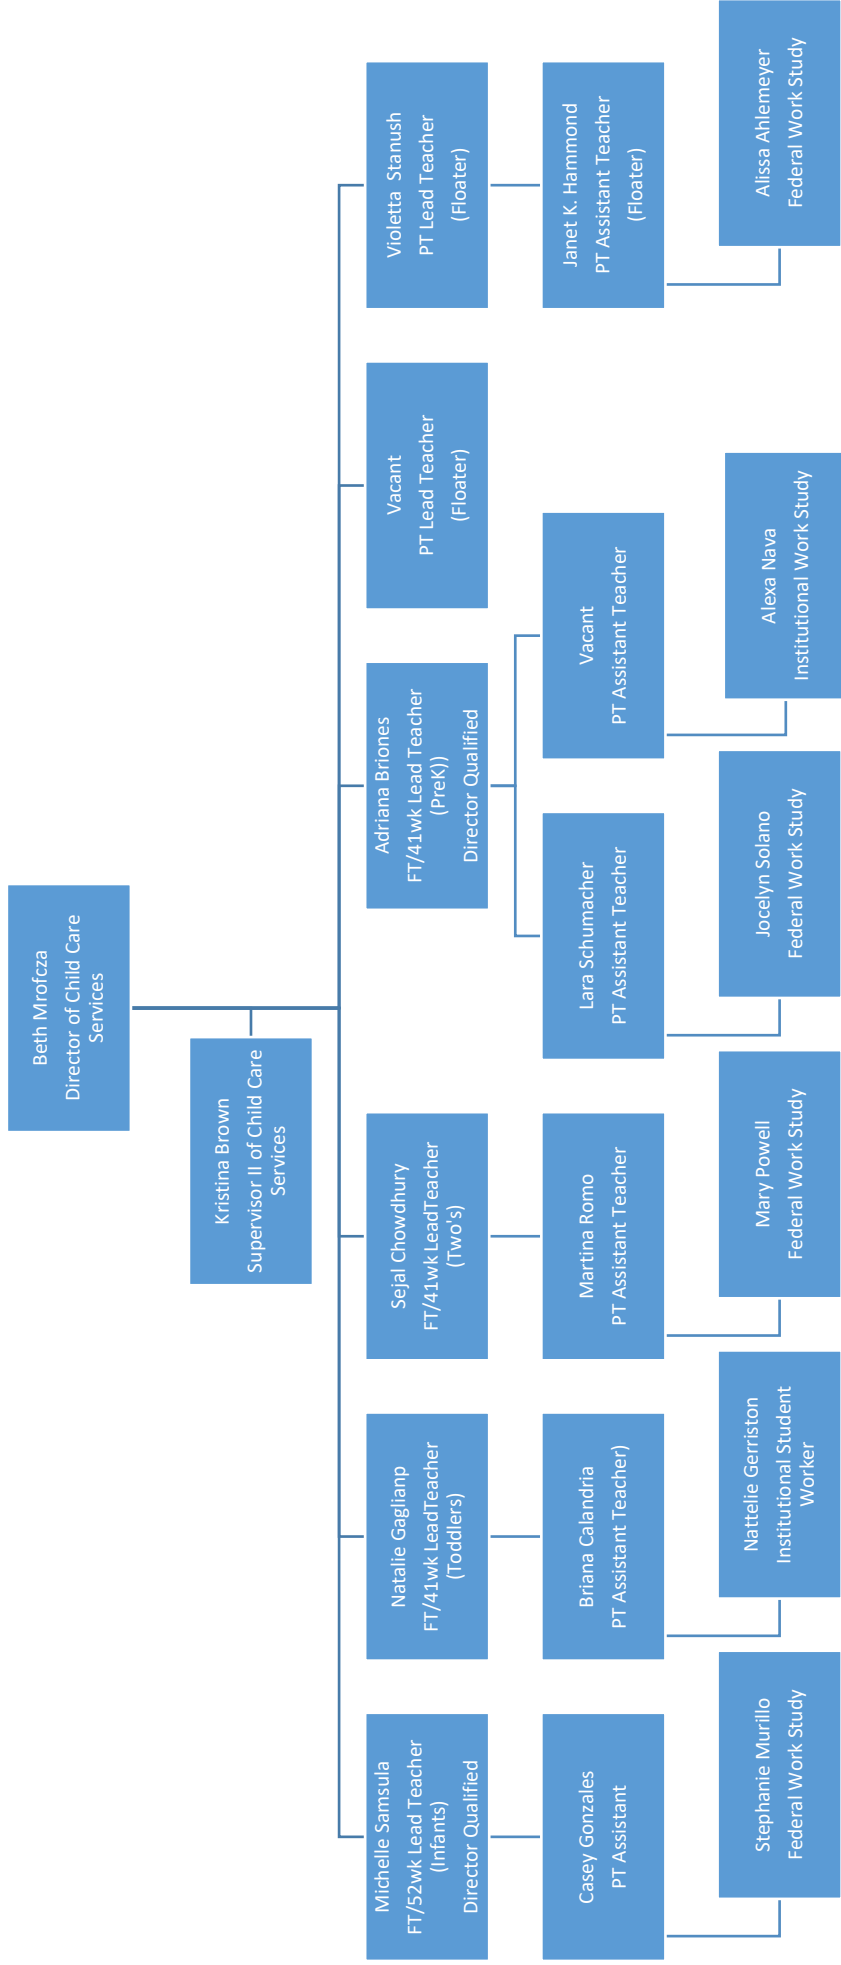 Beth Mrofcza
Director of Child Care
Services
Kristina Brown
Supervisor II of Child Care
Services
Michelle Samsula
FT/52wk Lead Teacher
(Infants)
Director Qualified
Natalie Gaglianp
FT/41wk LeadTeacher
(Toddlers)
Sejal Chowdhury
FT/41wk LeadTeacher
(Two's)
Adriana Briones
FT/41wk Lead Teacher
(PreK))
Director Qualified
Vacant
PT Lead Teacher
(Floater)
Violetta Stanush
PT Lead Teacher
(Floater)
Casey Gonzales
PT Assistant
Briana Calandria
PT Assistant Teacher)
Martina Romo
PT Assistant Teacher
Lara Schumacher
PT Assistant Teacher
Vacant
PT Assistant Teacher
Janet K. Hammond
PT Assistant Teacher
(Floater)
Stephanie Murillo
Federal Work Study
Nattelie Gerriston
Institutional Student
Worker
Mary Powell
Federal Work Study
Jocelyn Solano
Federal Work Study
Alexa Nava
Institutional Work Study
Alissa Ahlemeyer
Federal Work Study